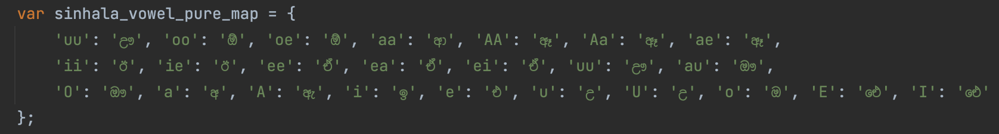 var sinhala_vowel_pure_map = {
'uu': 'ඌ', 'oo': 'ඕ', 'oe': 'ඕ', 'aa': 'ආ', 'AA': 'ඈ', 'Aa': 'ඈ', 'ae': 'ඈ',
'ii': 'ඊ', 'ie': 'ඊ', 'ee': 'ඒ', 'ea': 'ඒ', 'ei': 'ඒ', 'uu': 'ඌ', 'au': 'ඖ',
'O': 'ඖ', 'a': 'අ', 'A': 'ඇ', 'i': 'ඉ', 'e': 'එ', 'u': 'උ', 'U': 'උ', 'o': 'ඔ', 'E': 'ඓ', 'I': 'ඓ'
};